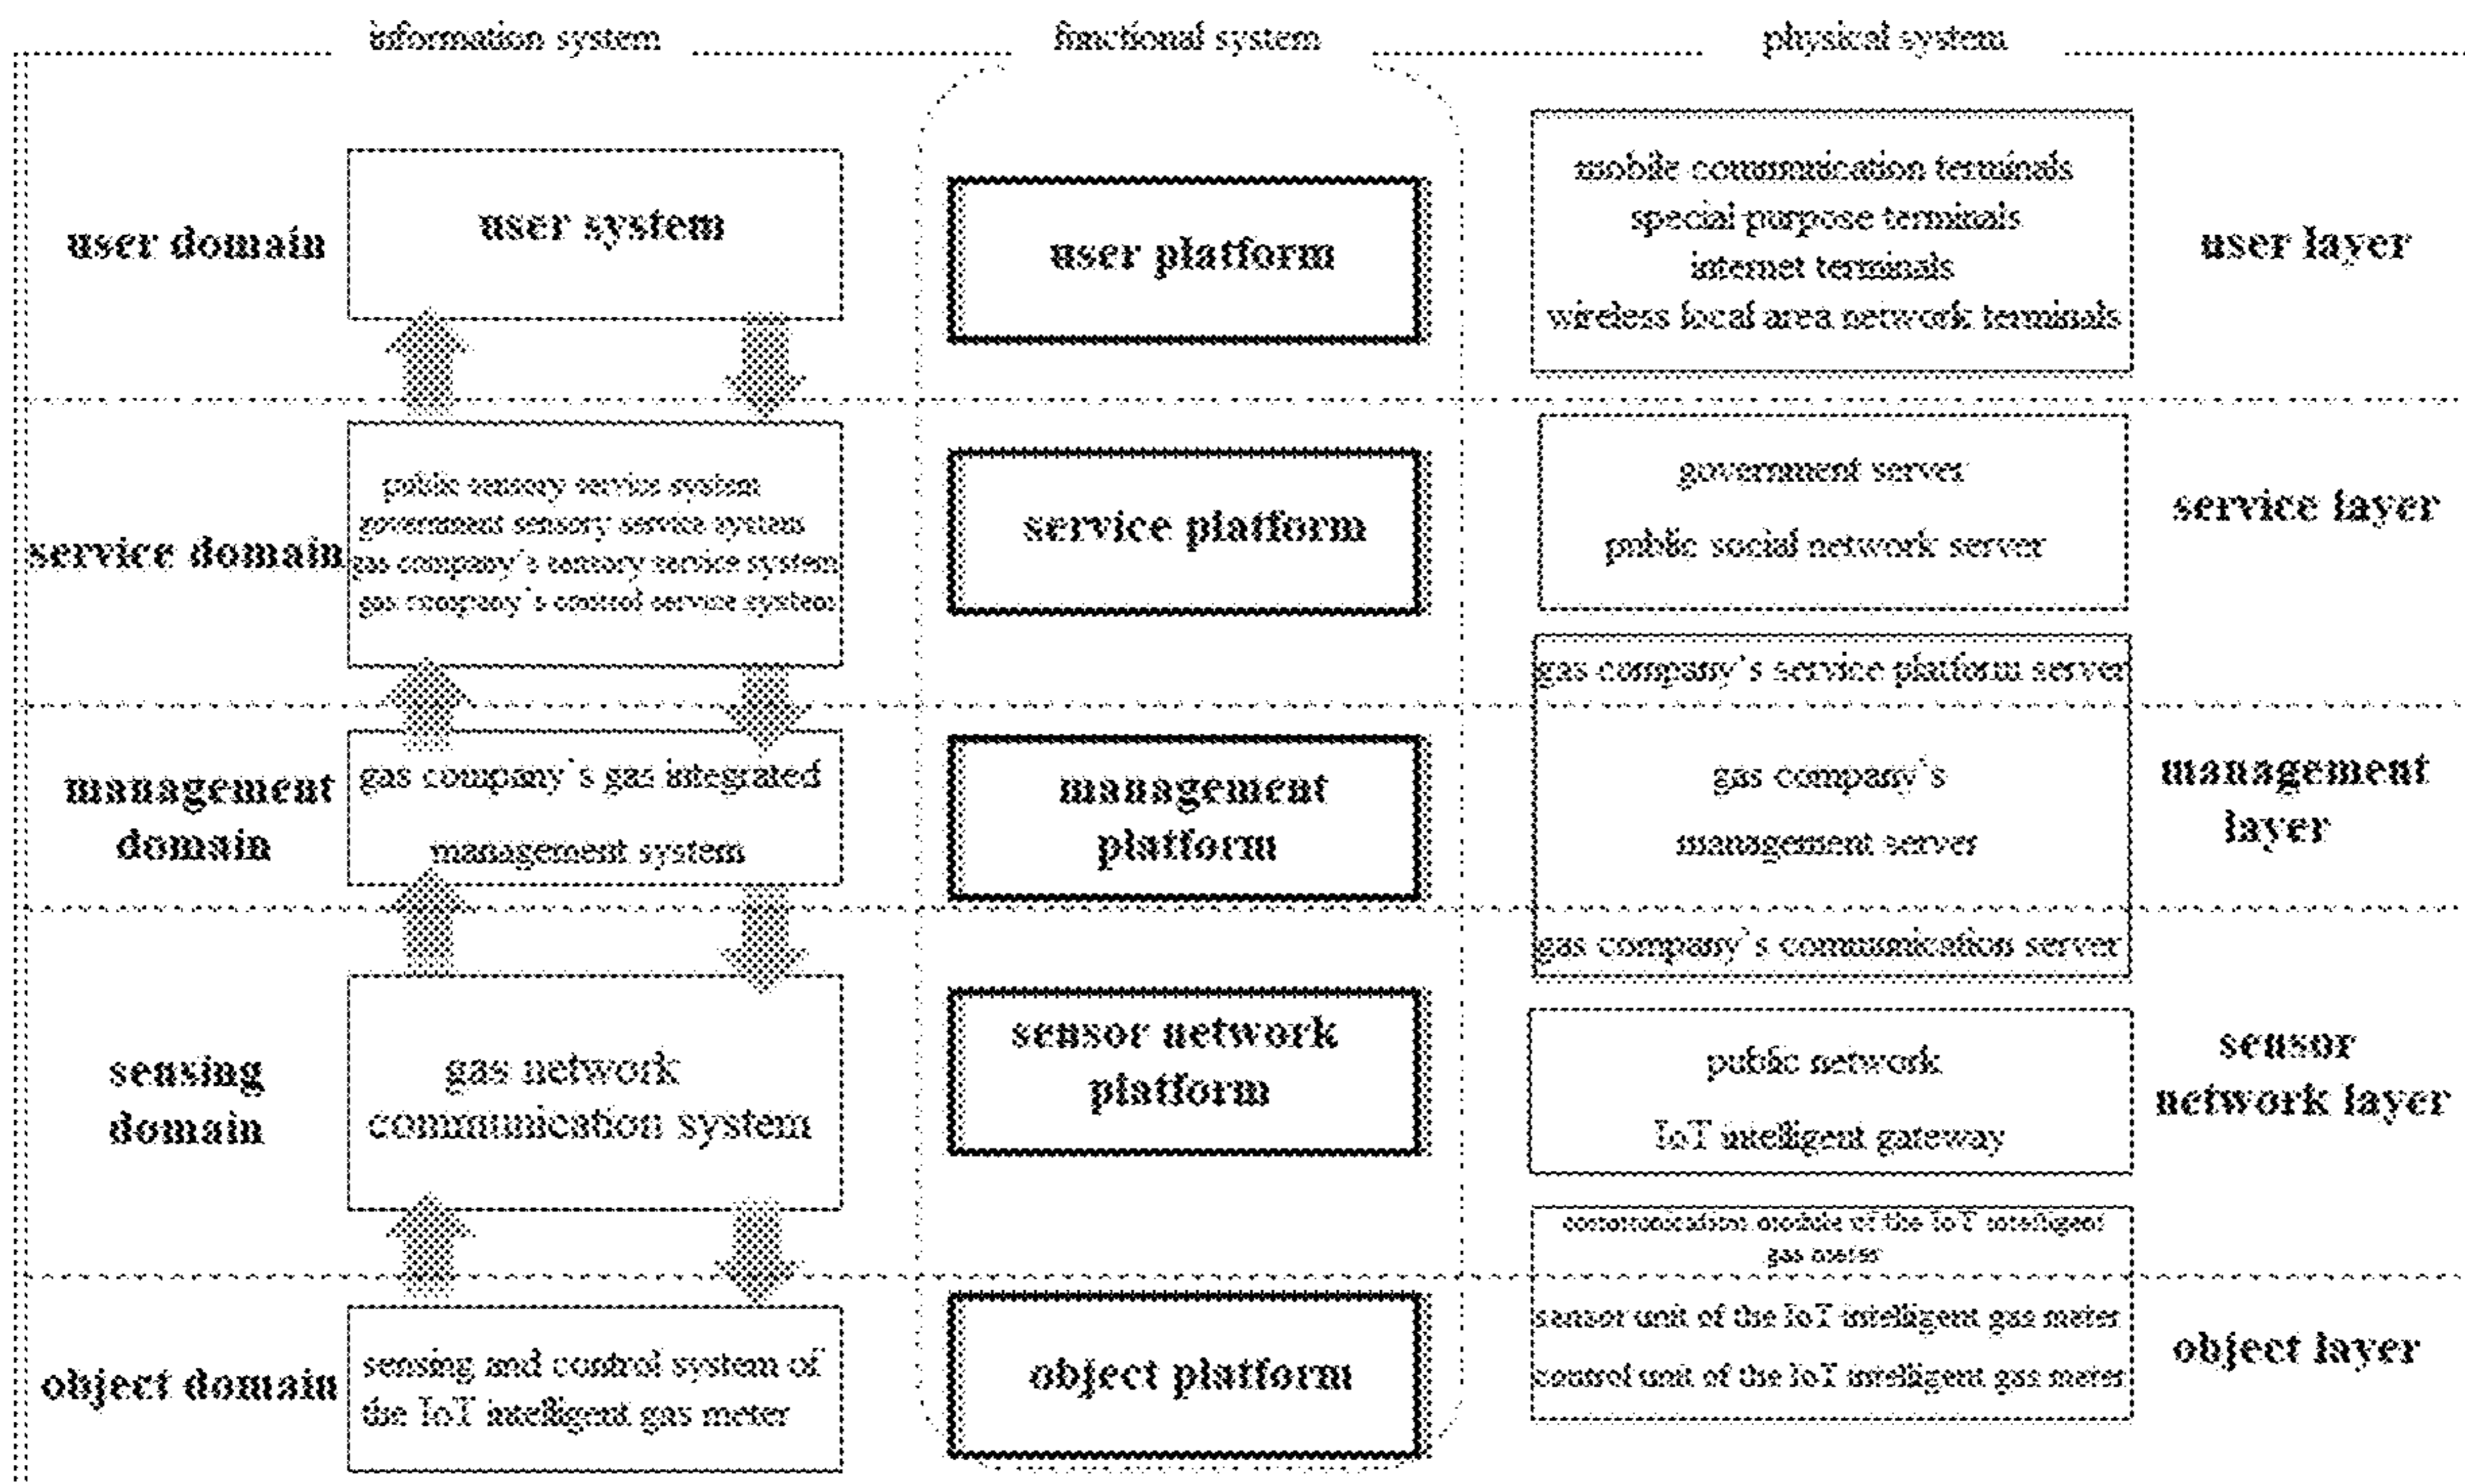 information system
functional system
physical system
user domain
user system
user platform
mobile communication terminals
special purpose terminals
internet terminals
wireless local area network terminals
user layer
service domain
public sensory service system
government sensory service system
gas company`s sensory service system
gas company`s control service system
service platform
government server
public social network server
service layer
gas company`s service platform server
management
domain
gas company`s gas integrated
management system
management
platform
gas company`s
management server
management
layer
gas company`s communication server
sensing
domain
gas network
communication system
sensor network
platform
public network
IoT intelligent gateway
sensor
network layer
communication module of the IoT intelligent
gas meter
object domain
sensing and control system of
the IoT intelligent gas meter
object platform
sensor unit of the IoT intelligent gas meter
control unit of the IoT intelligent gas meter
object layer